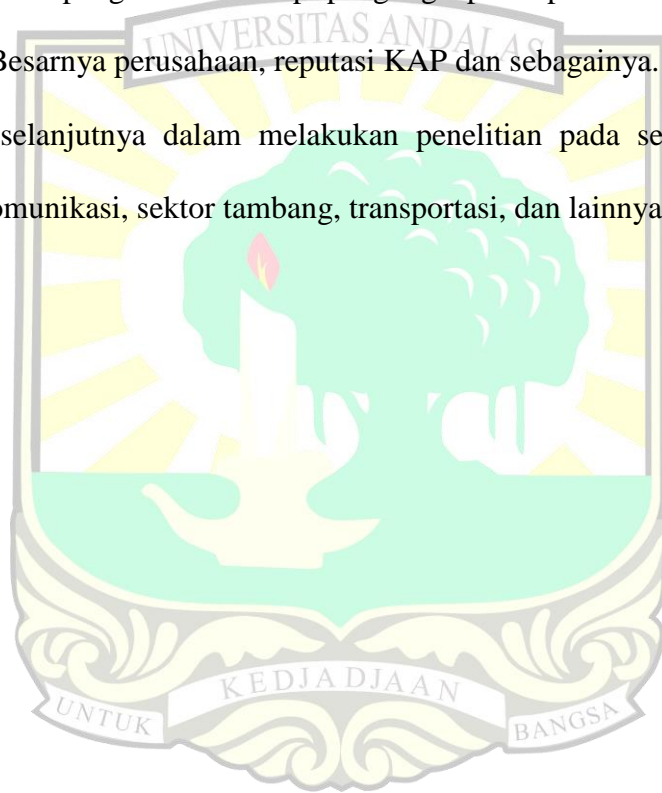 UNIVERSITAS ANDALAS
Besarnya perusahaan, reputasi KAP dan sebagainya.
selanjutnya dalam melakukan penelitian pada se
omunikasi, sektor tambang, transportasi, dan lainnya
UNTUK KEDJADJAAN BANGSA